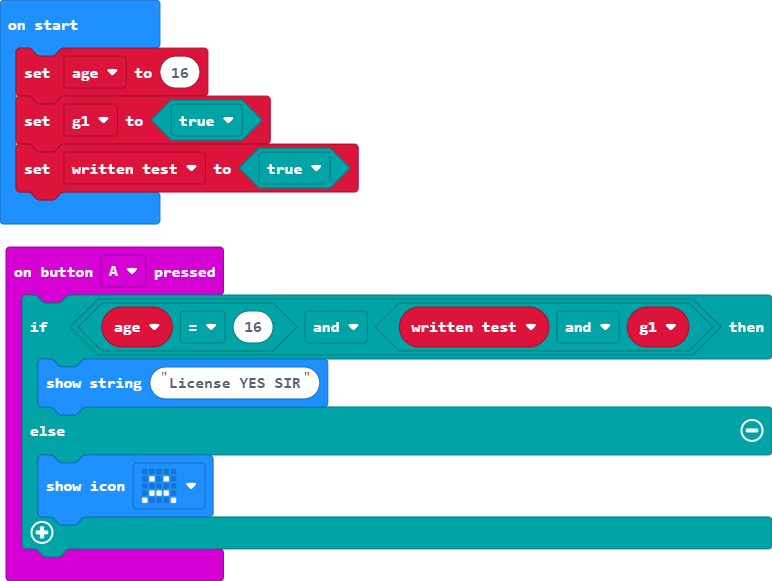 on start
set age to 16
set g1 to true
set written test to true
on button A pressed
if age = 16 and written test and g1 then
show string "License YES SIR"
else
show icon